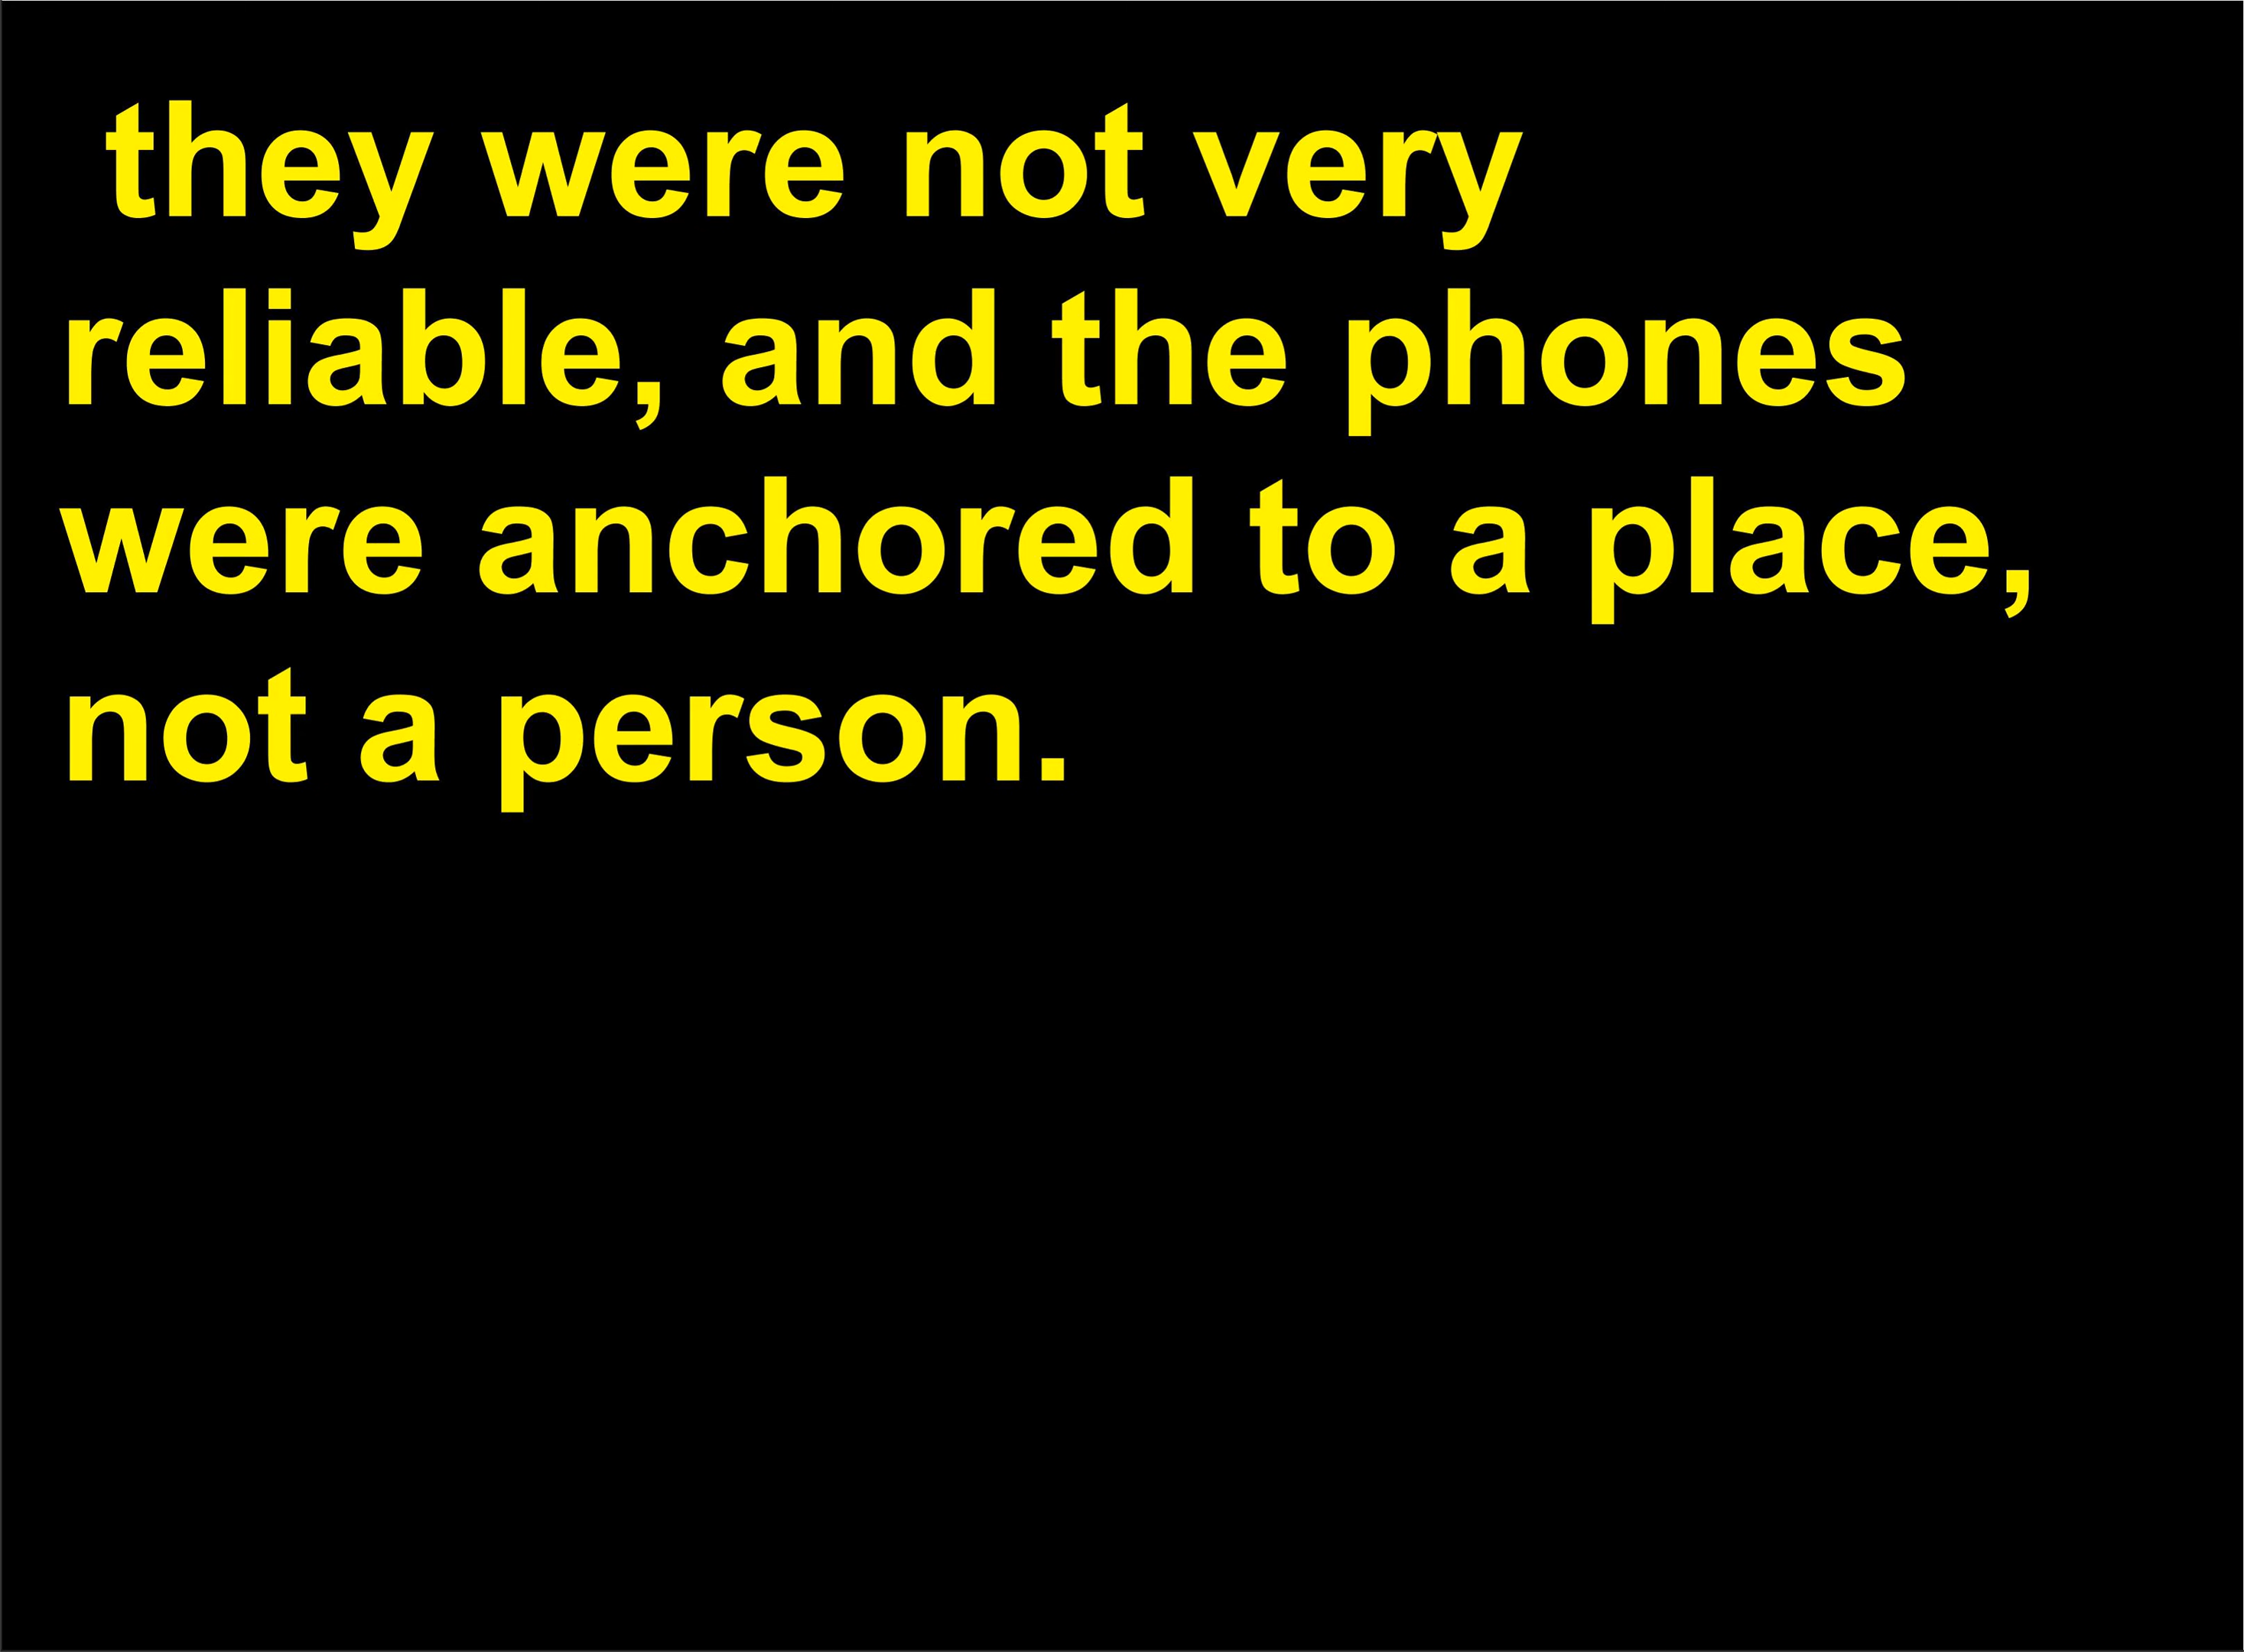 they were not very
reliable, and the phones
were anchored to a place,
not a person.